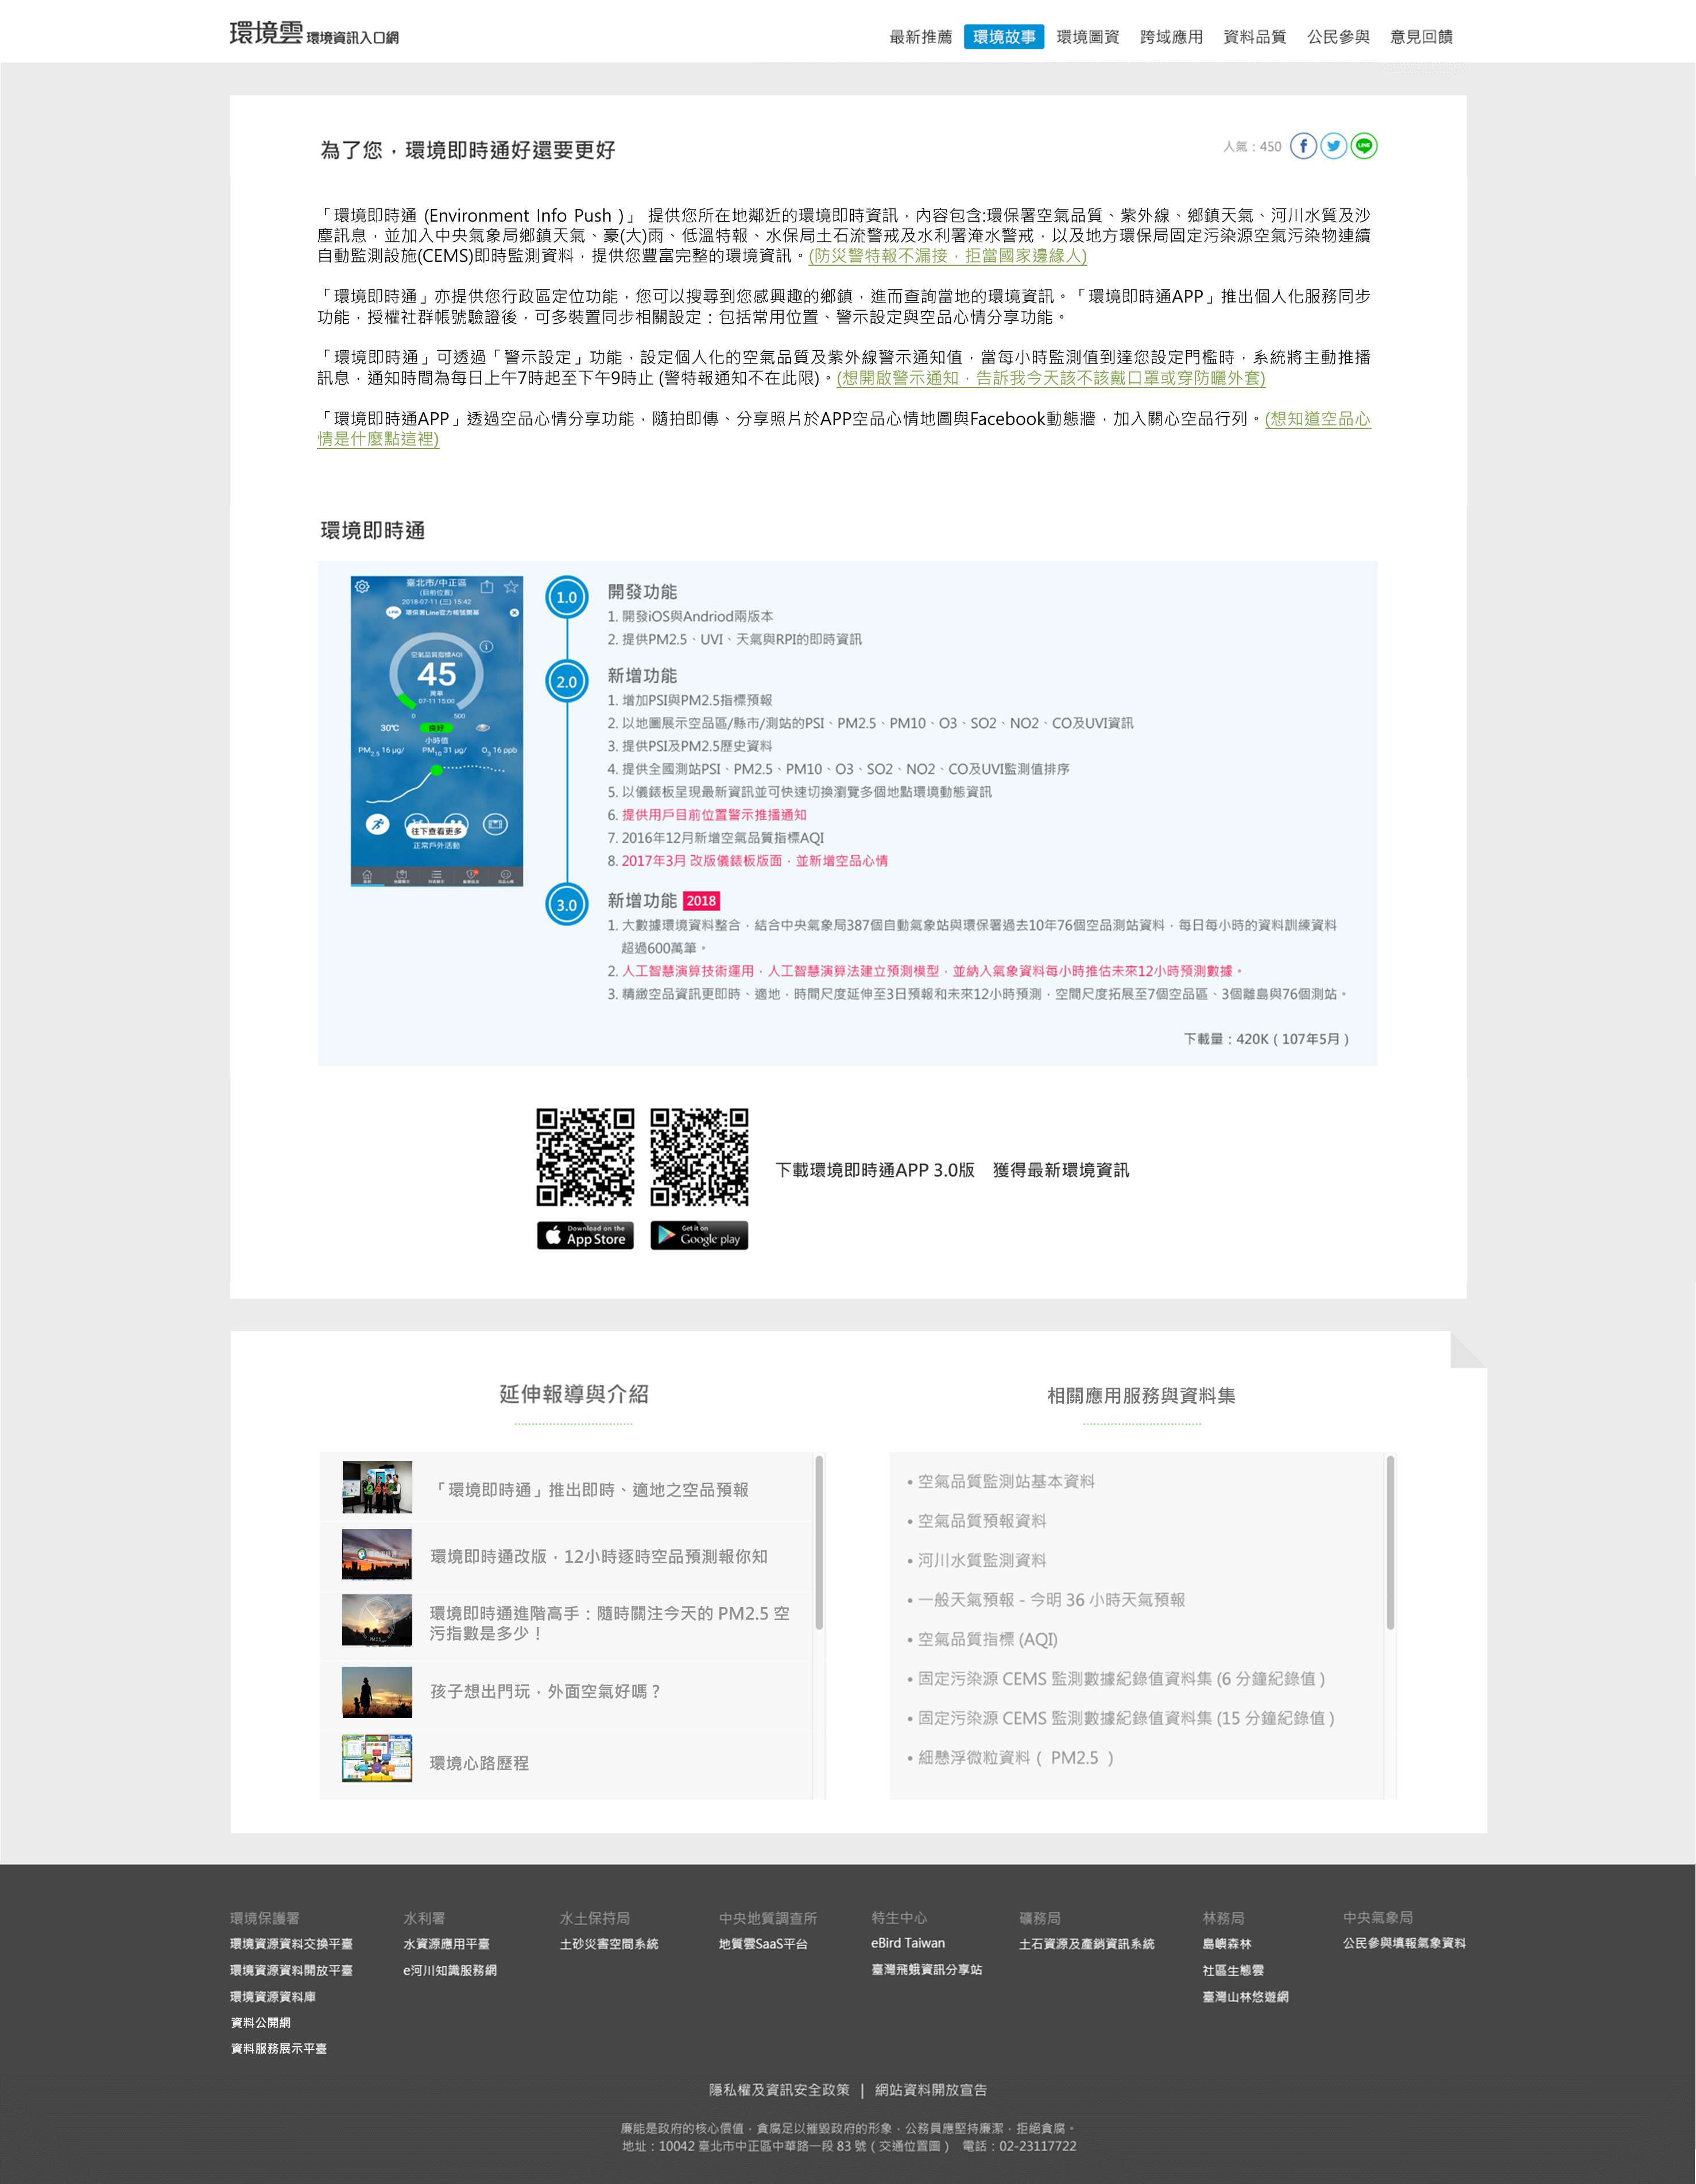 環境雲 環境資訊入口網
最新推薦 環境故事 環境圖資 跨域應用 資料品質 公民參與 意見回饋
為了您，環境即時通好還要更好
人氣：450
「環境即時通 (Environment Info Push )」 提供您所在地鄰近的環境即時資訊，內容包含:環保署空氣品質、紫外線、鄉鎮天氣、河川水質及沙
塵訊息，並加入中央氣象局鄉鎮天氣、豪(大)雨、低溫特報、水保局土石流警戒及水利署淹水警戒，以及地方環保局固定污染源空氣污染物連續
自動監測設施(CEMS)即時監測資料，提供您豐富完整的環境資訊。(防災警特報不漏接，拒當國家邊緣人)
「環境即時通」亦提供您行政區定位功能，您可以搜尋到您感興趣的鄉鎮，進而查詢當地的環境資訊。「環境即時通APP」推出個人化服務同步
功能，授權社群帳號驗證後，可多裝置同步相關設定：包括常用位置、警示設定與空品心情分享功能。
「環境即時通」可透過「警示設定」功能，設定個人化的空氣品質及紫外線警示通知值，當每小時監測值到達您設定門檻時，系統將主動推播
訊息，通知時間為每日上午7時起至下午9時止 (警特報通知不在此限)。(想開啟警示通知，告訴我今天該不該戴口罩或穿防曬外套)
「環境即時通APP」透過空品心情分享功能，隨拍即傳、分享照片於APP空品心情地圖與Facebook動態牆，加入關心空品行列。(想知道空品心
情是什麼點這裡)
環境即時通
臺北市/中正區
(目前位置)
2018-07-11 (三) 15:42
LINE 環保署Line官方帳號開幕
空氣品質指標AQI
45
萬華
07-11 15:00
0 500
30℃ 良好
小時值
PM2.5 16 μg/ PM10 31 μg/ O3 16 ppb
往下查看更多
正常戶外活動
1.0 開發功能
1. 開發iOS與Andriod兩版本
2. 提供PM2.5、UVI、天氣與RPI的即時資訊
2.0 新增功能
1. 增加PSI與PM2.5指標預報
2. 以地圖展示空品區/縣市/測站的PSI、PM2.5、PM10、O3、SO2、NO2、CO及UVI資訊
3. 提供PSI及PM2.5歷史資料
4. 提供全國測站PSI、PM2.5、PM10、O3、SO2、NO2、CO及UVI監測值排序
5. 以儀錶板呈現最新資訊並可快速切換瀏覽多個地點環境動態資訊
6. 提供用戶目前位置警示推播通知
7. 2016年12月新增空氣品質指標AQI
8. 2017年3月 改版儀錶板版面，並新增空品心情
3.0 新增功能 2018
1. 大數據環境資料整合，結合中央氣象局387個自動氣象站與環保署過去10年76個空品測站資料，每日每小時的資料訓練資料
超過600萬筆。
2. 人工智慧演算技術運用，人工智慧演算法建立預測模型，並納入氣象資料每小時推估未來12小時預測數據。
3. 精緻空品資訊更即時、適地，時間尺度延伸至3日預報和未來12小時預測，空間尺度拓展至7個空品區、3個離島與76個測站。
下載量：420K ( 107年5月 )
下載環境即時通APP 3.0版 獲得最新環境資訊
Download on the
App Store
Get it on
Google play
延伸報導與介紹
「環境即時通」推出即時、適地之空品預報
環境即時通改版，12小時逐時空品預測報你知
環境即時通進階高手：隨時關注今天的 PM2.5 空
污指數是多少！
孩子想出門玩，外面空氣好嗎？
環境心路歷程
相關應用服務與資料集
• 空氣品質監測站基本資料
• 空氣品質預報資料
• 河川水質監測資料
• 一般天氣預報 - 今明 36 小時天氣預報
• 空氣品質指標 (AQI)
• 固定污染源 CEMS 監測數據紀錄值資料集 (6 分鐘紀錄值 )
• 固定污染源 CEMS 監測數據紀錄值資料集 (15 分鐘紀錄值 )
• 細懸浮微粒資料（ PM2.5 ）
環境保護署
環境資源資料交換平臺
環境資源資料開放平臺
環境資源資料庫
資料公開網
資料服務展示平臺
水利署
水資源應用平臺
e河川知識服務網
水土保持局
土砂災害空間系統
中央地質調查所
地質雲SaaS平台
特生中心
eBird Taiwan
臺灣飛蛾資訊分享站
礦務局
土石資源及產銷資訊系統
林務局
島嶼森林
社區生態雲
臺灣山林悠遊網
中央氣象局
公民參與填報氣象資料
隱私權及資訊安全政策 | 網站資料開放宣告
廉能是政府的核心價值，貪腐足以摧毀政府的形象，公務員應堅持廉潔，拒絕貪腐。
地址：10042 臺北市中正區中華路一段 83 號 ( 交通位置圖 ) 電話：02-23117722